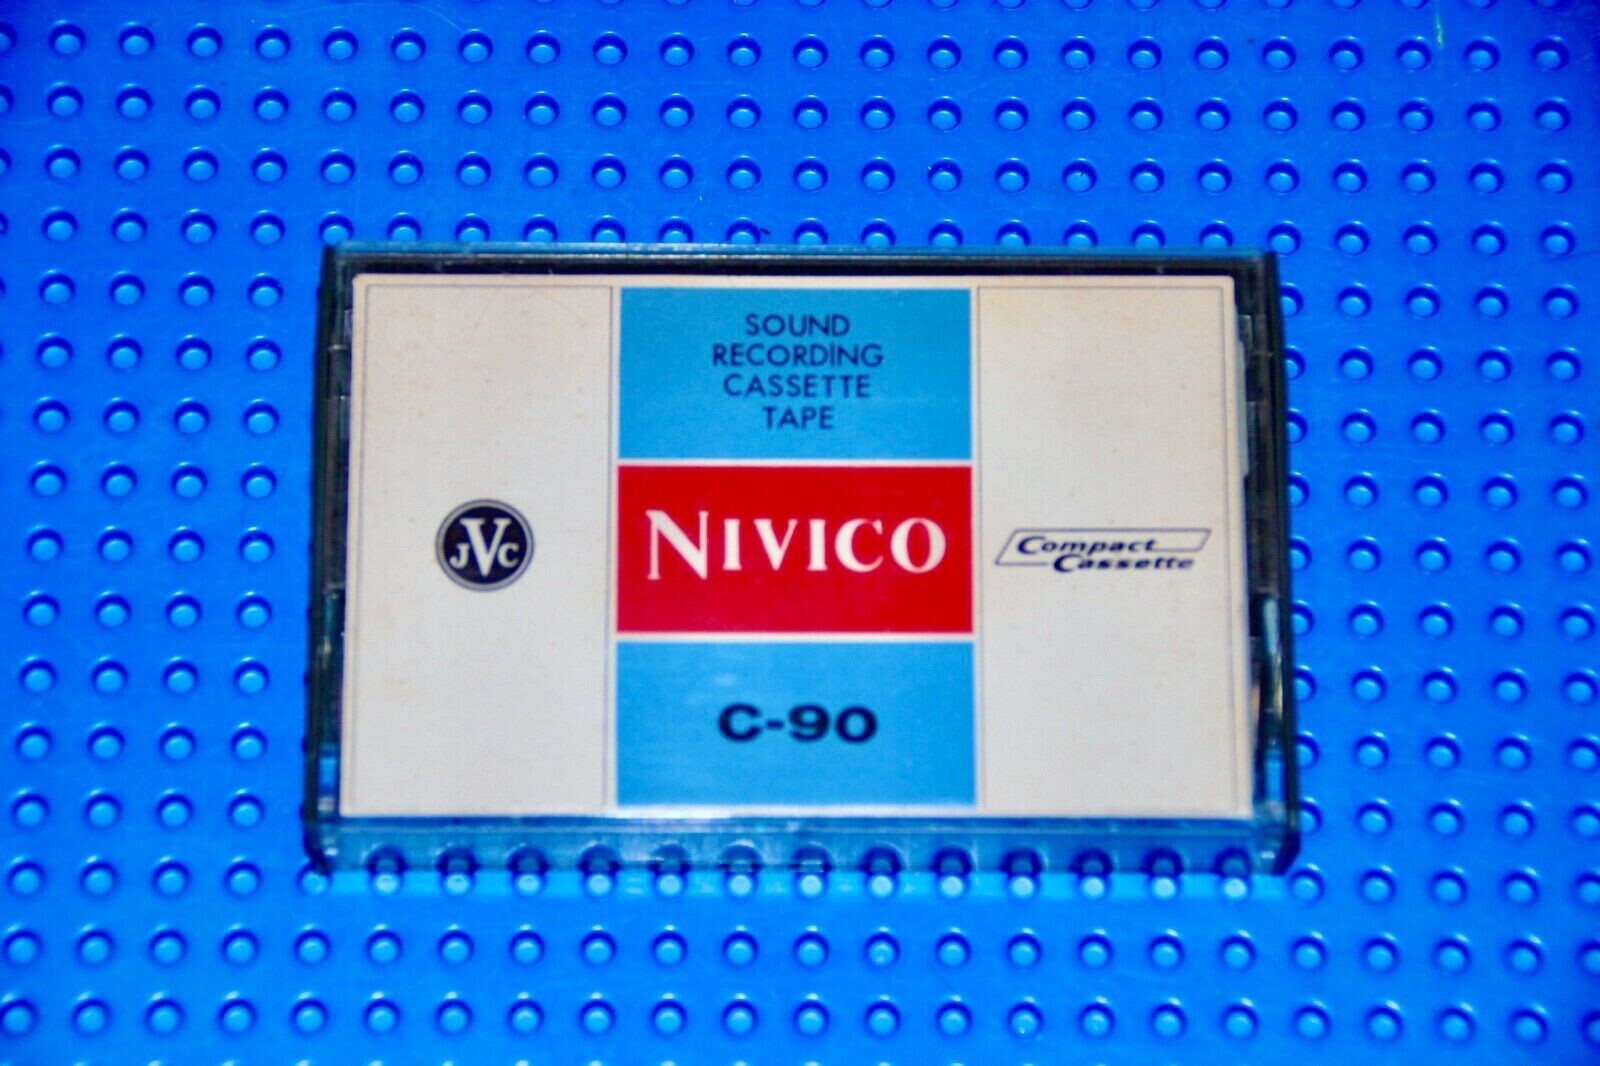 SOUND
RECORDING
CASSETTE
TAPE
JVC
NIVICO
Compact
Cassette
C-90